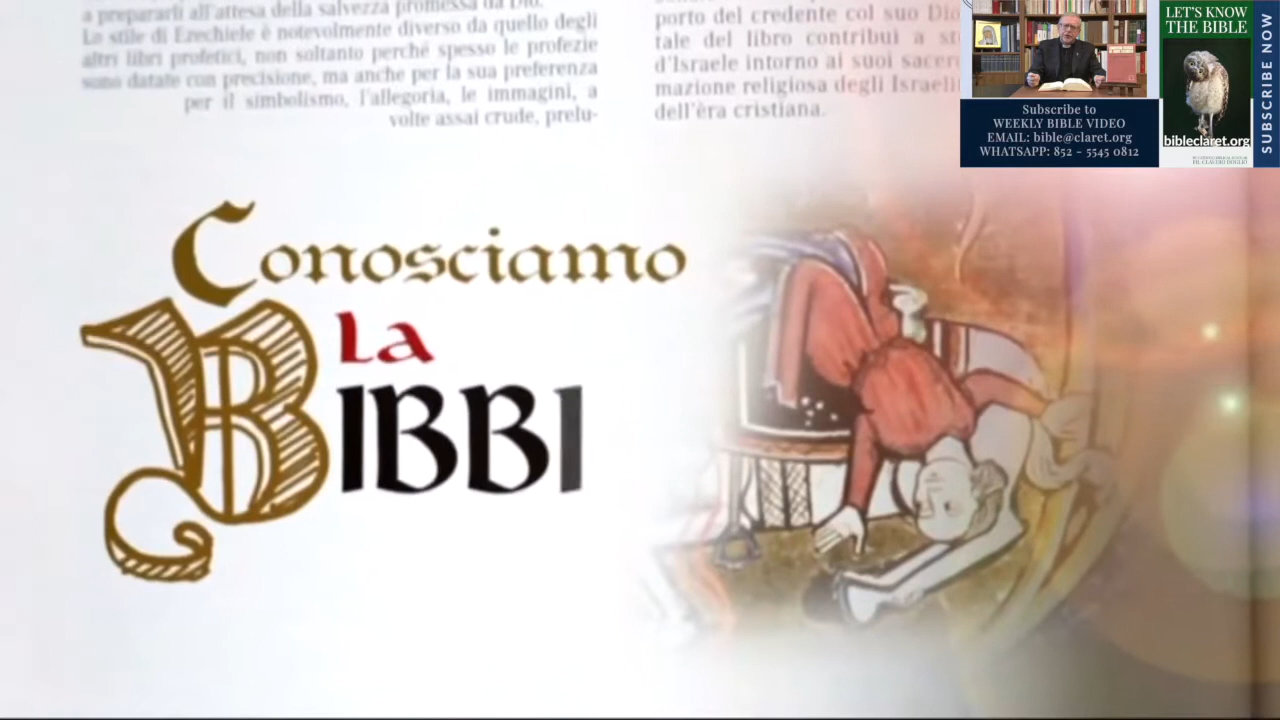 a prepararli all'attesa della salvezza promessa da Dio.
Lo stile di Ezechiele è notevolmente diverso da quello degli
altri libri profetici, non soltanto perché spesso le profezie
sono datate con precisione, ma anche per la sua preferenza
per il simbolismo, l'allegoria, le immagini, a
volte assai crude, prelu-
porto del credente col suo Dio
tale del libro contribuì a
d'Israele intorno ai suoi
mazione religiosa degli
dell'èra cristiana.
Conosciamo
La
B
BIBBI
Subscribe to
WEEKLY BIBLE VIDEO
EMAIL: bible@claret.org
WHATSAPP: 852 - 5545 0812
LET'S KNOW
THE BIBLE
bibleclaret.org
SUBSCRIBE NOW